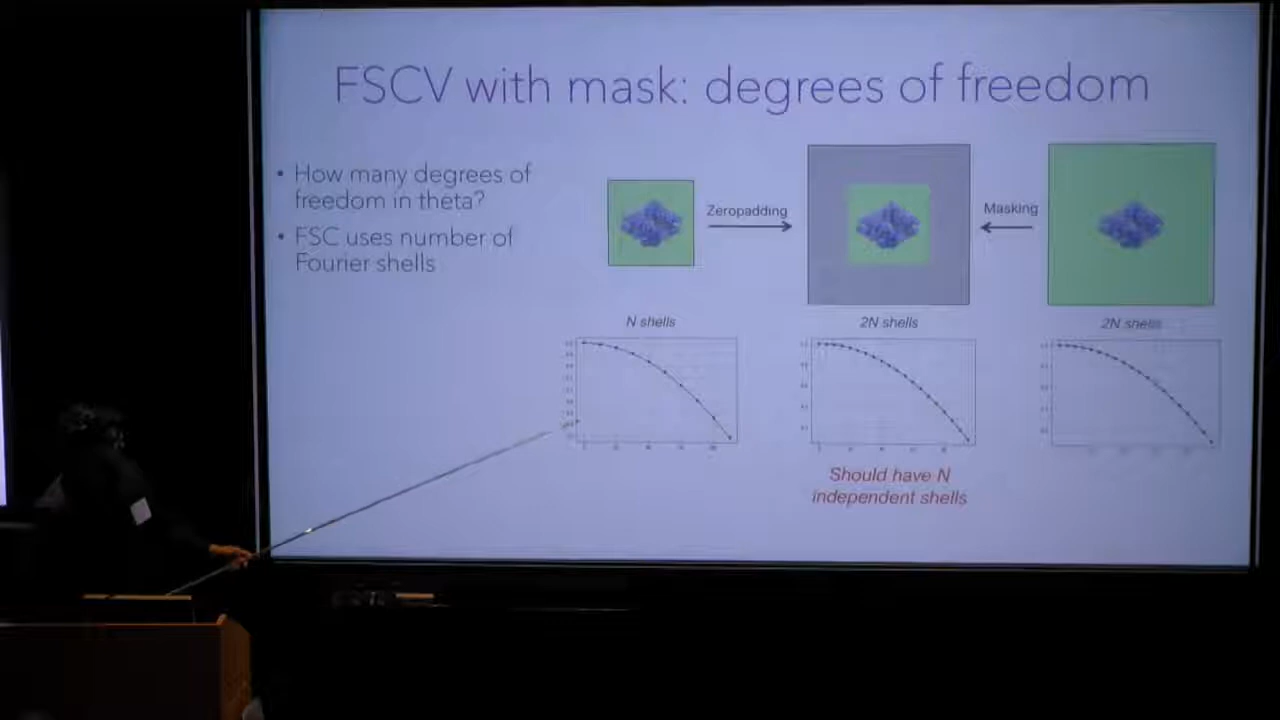 FSCV with mask: degrees of freedom
• How many degrees of
freedom in theta?
• FSC uses number of
Fourier shells
Zeropadding
Masking
N shells
2N shells
2N shells
Should have N
independent shells